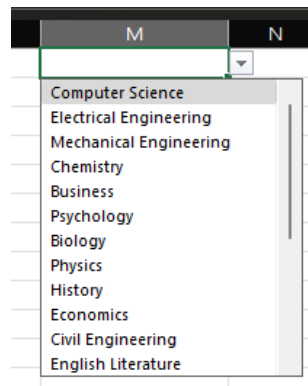 M N
Computer Science
Electrical Engineering
Mechanical Engineering
Chemistry
Business
Psychology
Biology
Physics
History
Economics
Civil Engineering
English Literature